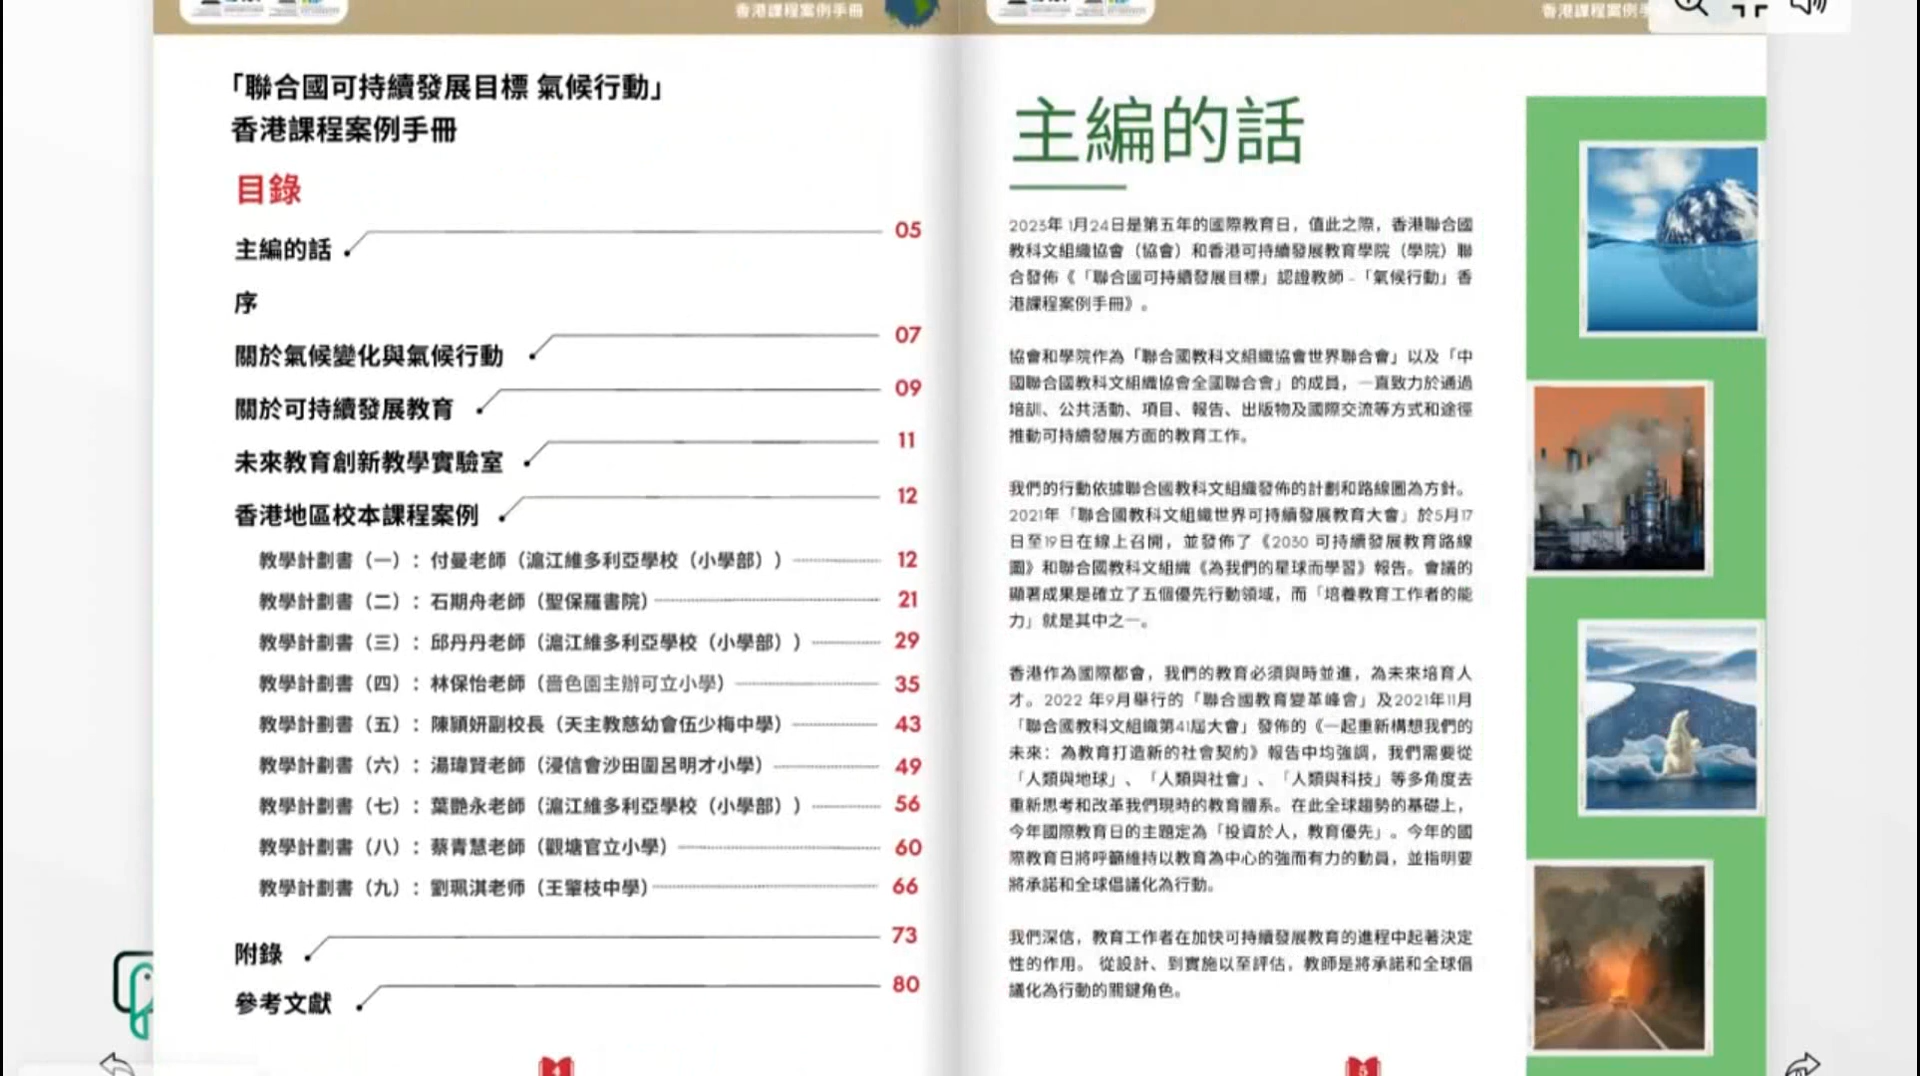 香港課程案例手冊
「聯合國可持續發展目標 氣候行動」
香港課程案例手冊
目錄
主編的話 05
序
關於氣候變化與氣候行動 07
關於可持續發展教育 09
未來教育創新教學實驗室 11
香港地區校本課程案例 12
教學計劃書（一）：付曼老師（滬江維多利亞學校（小學部）） 12
教學計劃書（二）：石期舟老師（聖保羅書院） 21
教學計劃書（三）：邱丹丹老師（滬江維多利亞學校（小學部）） 29
教學計劃書（四）：林保怡老師（嗇色園主辦可立小學） 35
教學計劃書（五）：陳頴妍副校長（天主教慈幼會伍少梅中學） 43
教學計劃書（六）：湯瑋賢老師（浸信會沙田圍呂明才小學） 49
教學計劃書（七）：葉艷永老師（滬江維多利亞學校（小學部）） 56
教學計劃書（八）：蔡青慧老師（觀塘官立小學） 60
教學計劃書（九）：劉珮淇老师（王肇枝中學） 66
附錄 73
參考文獻 80
4
香港課程案例手
主編的話
2023年 1月24日是第五年的國際教育日，值此之際，香港聯合國
教科文組織協會（協會）和香港可持續發展教育學院（學院）聯
合發佈《「聯合國可持續發展目標」認證教師 -「氣候行動」香
港課程案例手冊》。
協會和學院作為「聯合國教科文組織協會世界聯合會」以及「中
國聯合國教科文組織協會全國聯合會」的成員，一直致力於通過
培訓、公共活動、項目、報告、出版物及國際交流等方式和途徑
推動可持續發展方面的教育工作。
我們的行動依據聯合國教科文組織發佈的計劃和路線圖為方針。
2021年「聯合國教科文組織世界可持續發展教育大會」於5月17
日至19日在線上召開，並發佈了《2030 可持續發展教育路線
圖》和聯合國教科文組織《為我們的星球而學習》報告。會議的
顯著成果是確立了五個優先行動領域，而「培養教育工作者的能
力」就是其中之一。
香港作為國際都會，我們的教育必須與時並進，為未來培育人
才。2022 年9月舉行的「聯合國教育變革峰會」及2021年11月
「聯合國教科文組織第41屆大會」發佈的《一起重新構想我們的
未來：為教育打造新的社會契約》報告中均強調，我們需要從
「人類與地球」、「人類與社會」、「人類與科技」等多角度去
重新思考和改革我們現時的教育體系。在此全球趨勢的基礎上，
今年國際教育日的主題定為「投資於人，教育優先」。今年的國
際教育日將呼籲維持以教育為中心的強而有力的動員，並指明要
將承諾和全球倡議化為行動。
我們深信，教育工作者在加快可持續發展教育的進程中起著決定
性的作用。 從設計、到實施以至評估，教師是將承諾和全球倡
議化為行動的關鍵角色。
5